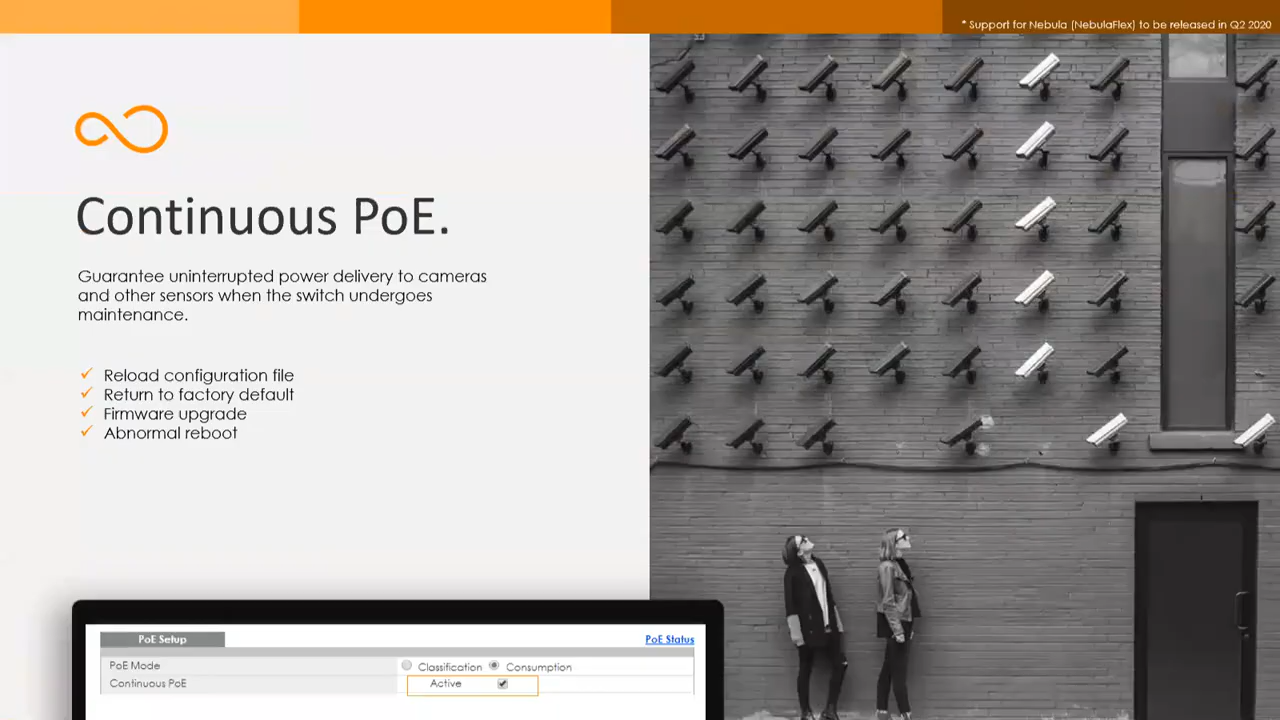 * Support for Nebula (NebulaFlex) to be released in Q2 2020
Continuous PoE.
Guarantee uninterrupted power delivery to cameras
and other sensors when the switch undergoes
maintenance.
Reload configuration file
Return to factory default
Firmware upgrade
Abnormal reboot
PoE Setup
PoE Status
PoE Mode
Classification
Consumption
Continuous PoE
Active